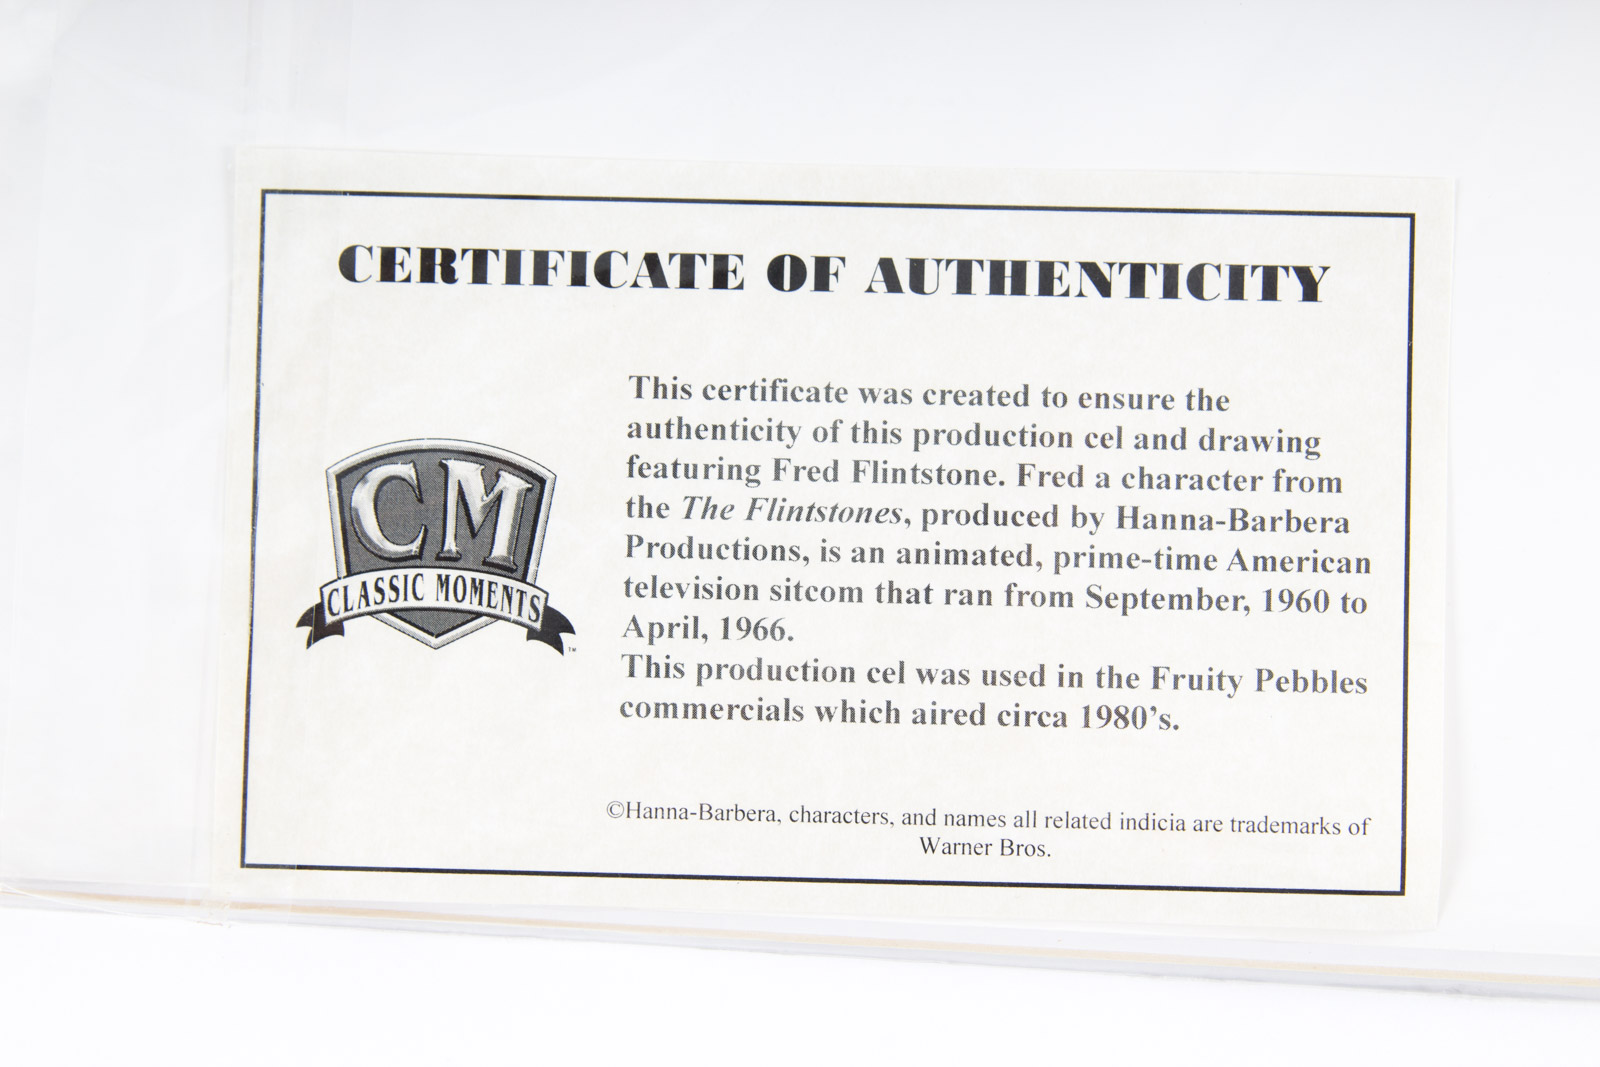 CERTIFICATE OF AUTHENTICITY
This certificate was created to ensure the
authenticity of this production cel and drawing
featuring Fred Flintstone. Fred a character from
the The Flintstones, produced by Hanna-Barbera
Productions, is an animated, prime-time American
television sitcom that ran from September, 1960 to
April, 1966.
This production cel was used in the Fruity Pebbles
commercials which aired circa 1980’s.
CM
CLASSIC MOMENTS
™
©Hanna-Barbera, characters, and names all related indicia are trademarks of
Warner Bros.